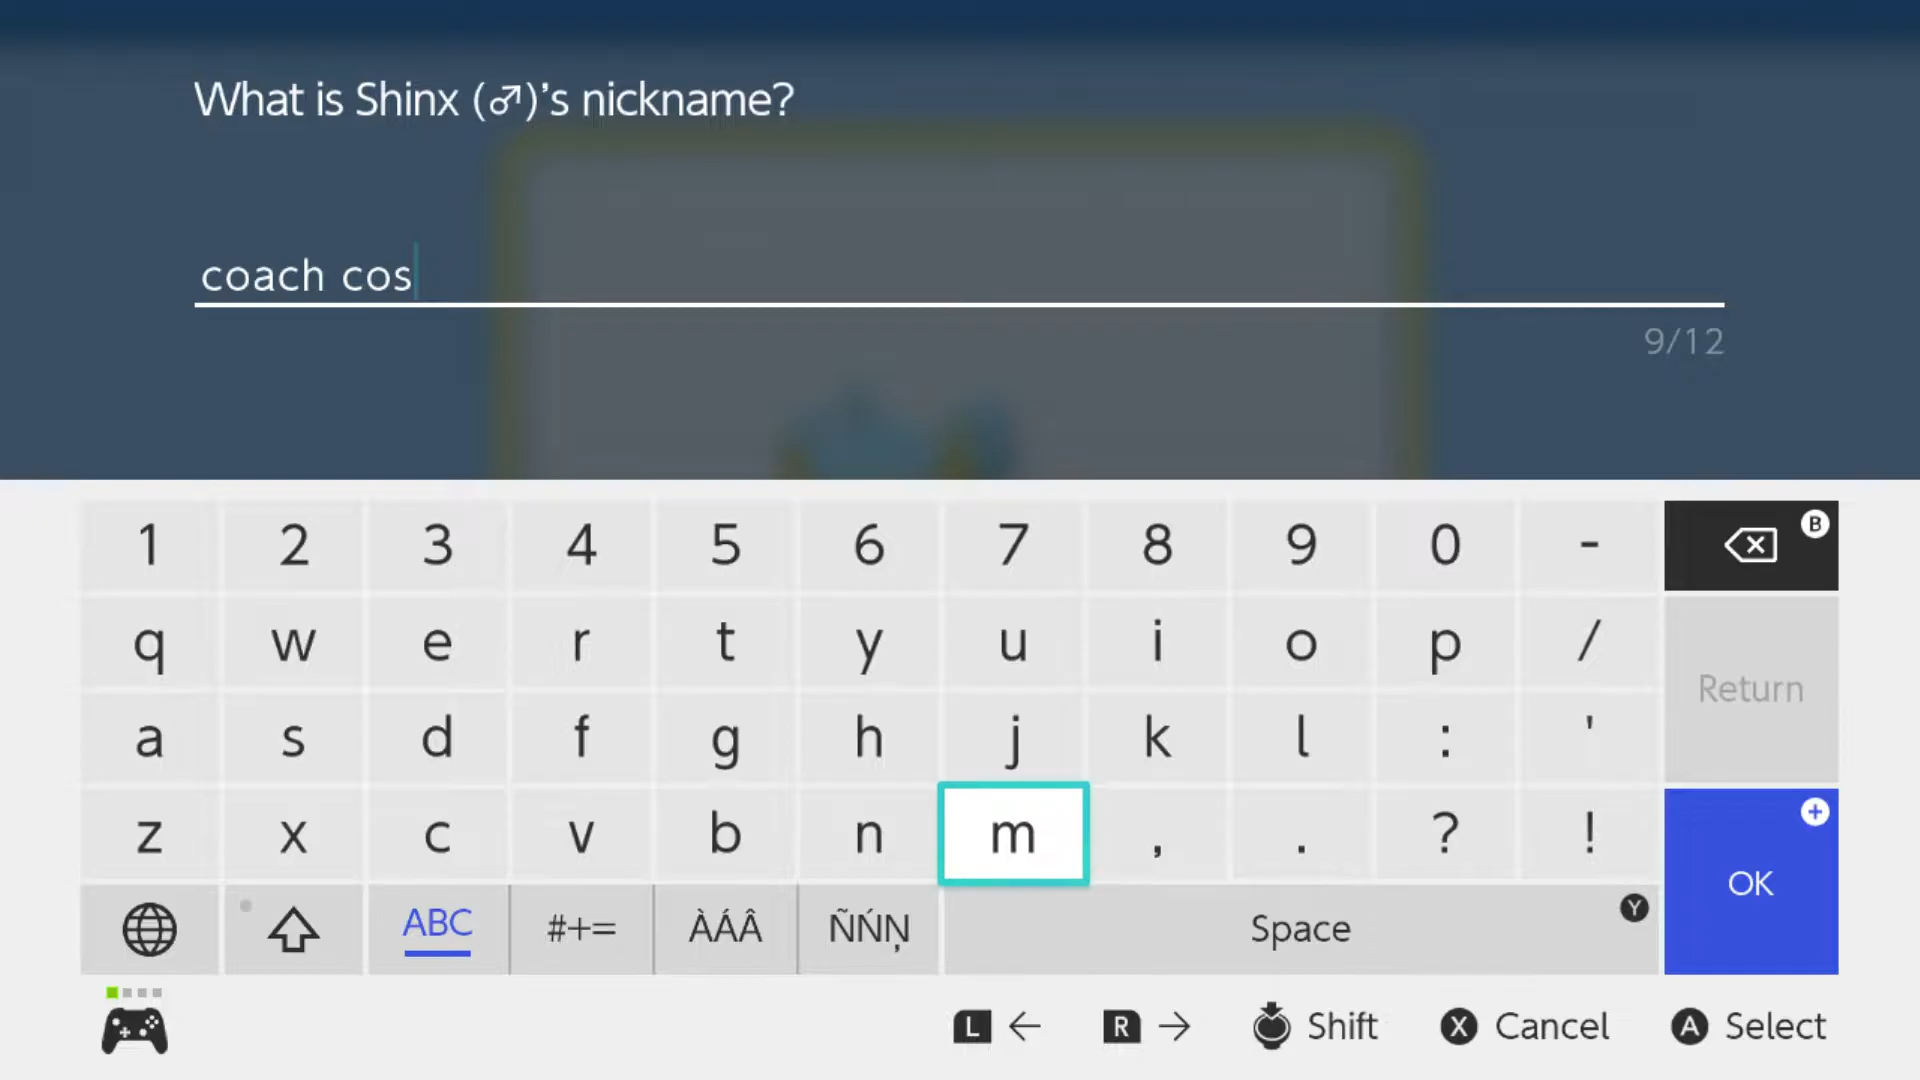 What is Shinx (♂)'s nickname?
coach cos
9/12
1 2 3 4 5 6 7 8 9 0 - B
q w e r t y u i o p /
Return
a s d f g h j k l : '
z x c v b n m , . ? ! +
OK
ABC #+= ÀÁÂ ÑŃŅ Space Y
L ← R → Shift X Cancel A Select